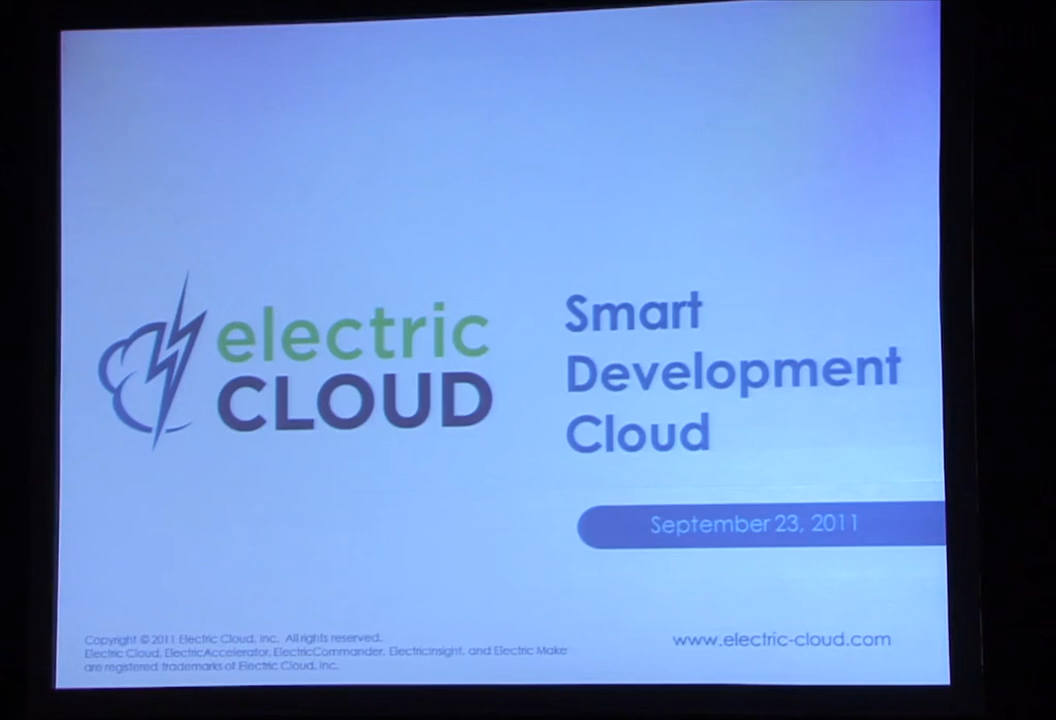 electric
CLOUD
Smart
Development
Cloud
September 23, 2011
Copyright © 2011 Electric Cloud, Inc. All rights reserved.
Electric Cloud, ElectricAccelerator, ElectricCommander, ElectricInsight, and Electric Make
are registered trademarks of Electric Cloud, Inc.
www.electric-cloud.com